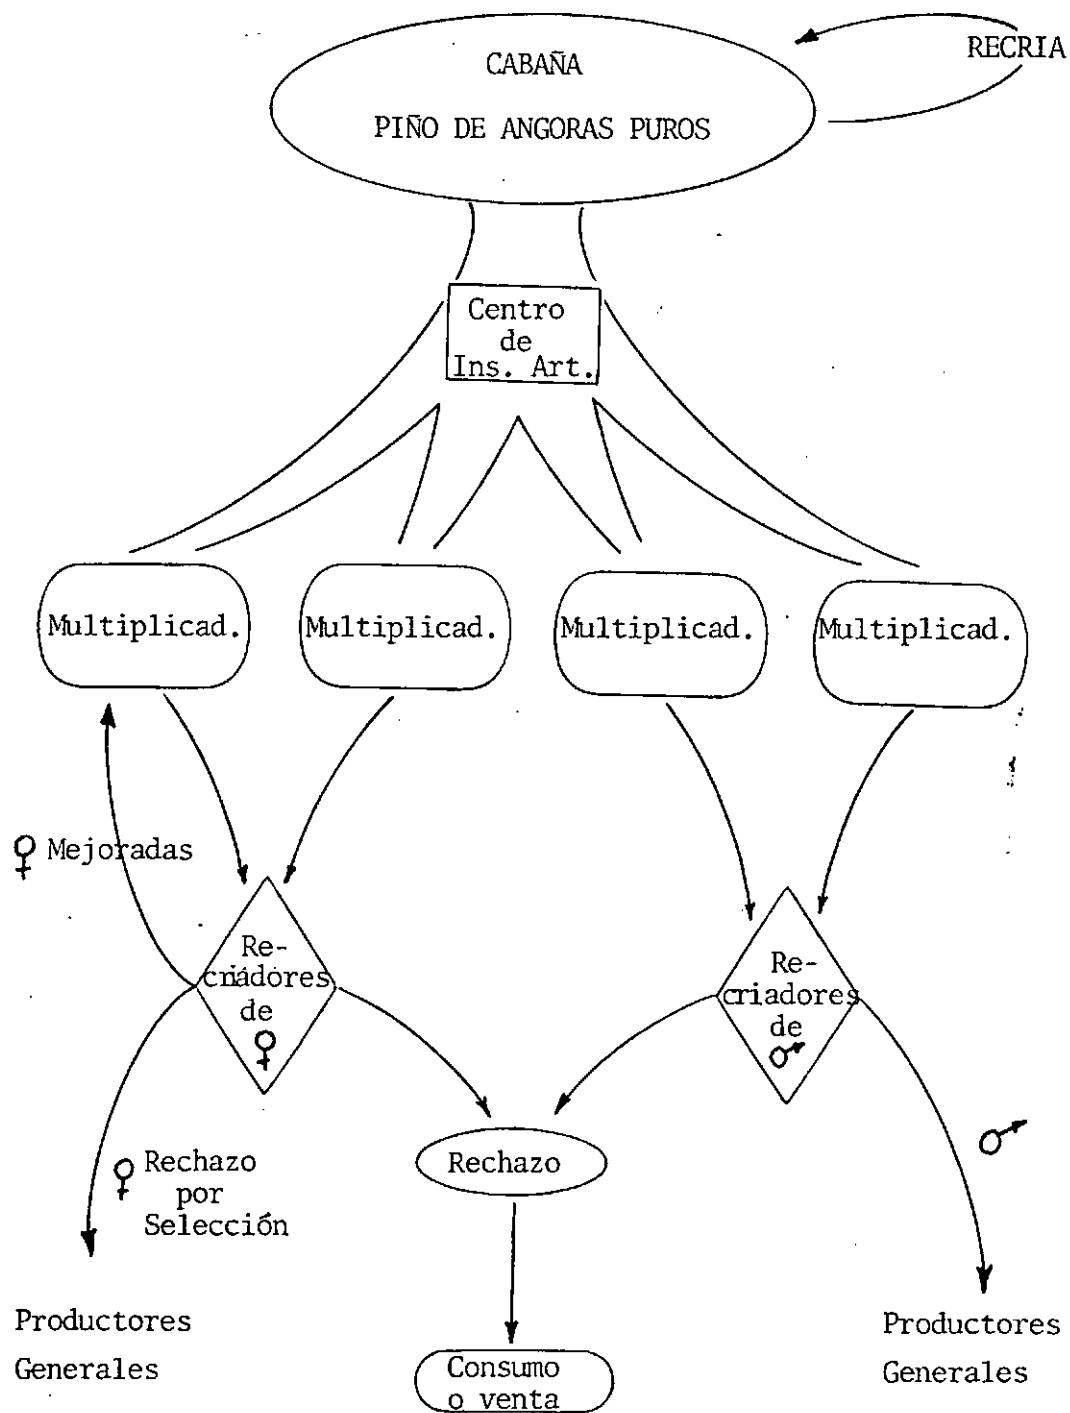 CABAÑA
RECRIA
PIÑO DE ANGORAS PUROS
Centro
de
Ins. Art.
Multiplicad.
Multiplicad.
Multiplicad.
Multiplicad.
♀ Mejoradas
Re-
criadores
de
♀
Re-
criadores
de
♂
Rechazo
♀ Rechazo
por
Selección
♂
Productores
Generales
Consumo
o venta
Productores
Generales